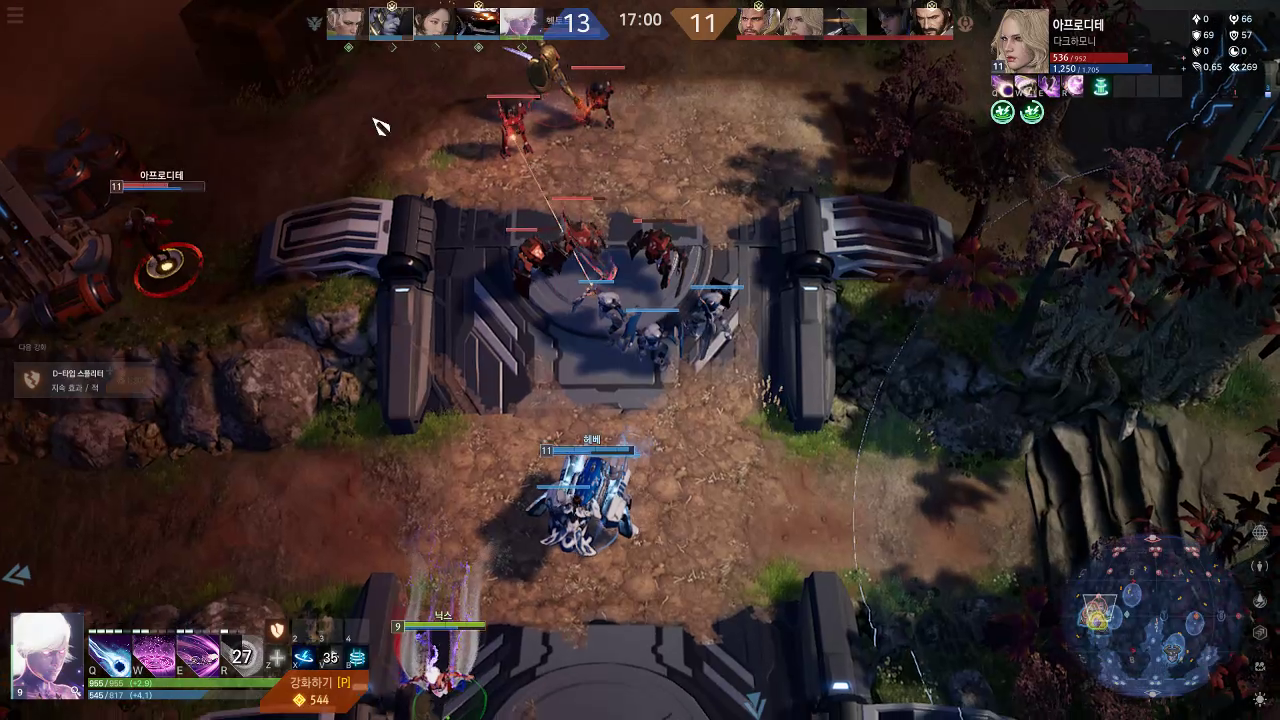 13
17:00
11
아프로디테
다크하모니
11
536 / 952
1,250 / 1,705
0
66
69
57
0
0
0.65
269
Q
E
아프로디테
11
다음 강화
D-타입 스플리터
지속 효과 / 적
헤베
11
닉스
9
9
Q
W
E
R
27
Z
2
3
4
X
35
V
B
955 / 955 (+2.9)
545 / 817 (+4.1)
강화하기 [P]
544